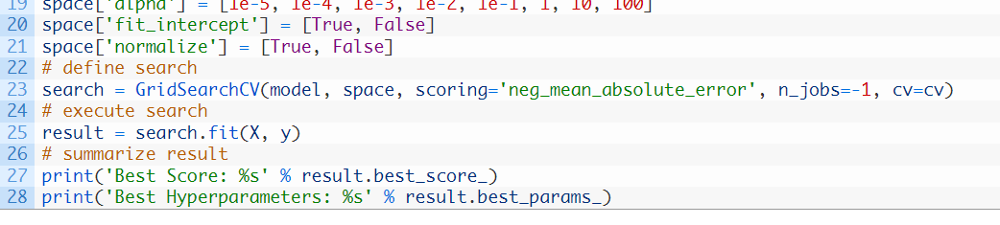 19 space['alpha'] = [1e-5, 1e-4, 1e-3, 1e-2, 1e-1, 1, 10, 100]
20 space['fit_intercept'] = [True, False]
21 space['normalize'] = [True, False]
22 # define search
23 search = GridSearchCV(model, space, scoring='neg_mean_absolute_error', n_jobs=-1, cv=cv)
24 # execute search
25 result = search.fit(X, y)
26 # summarize result
27 print('Best Score: %s' % result.best_score_)
28 print('Best Hyperparameters: %s' % result.best_params_)